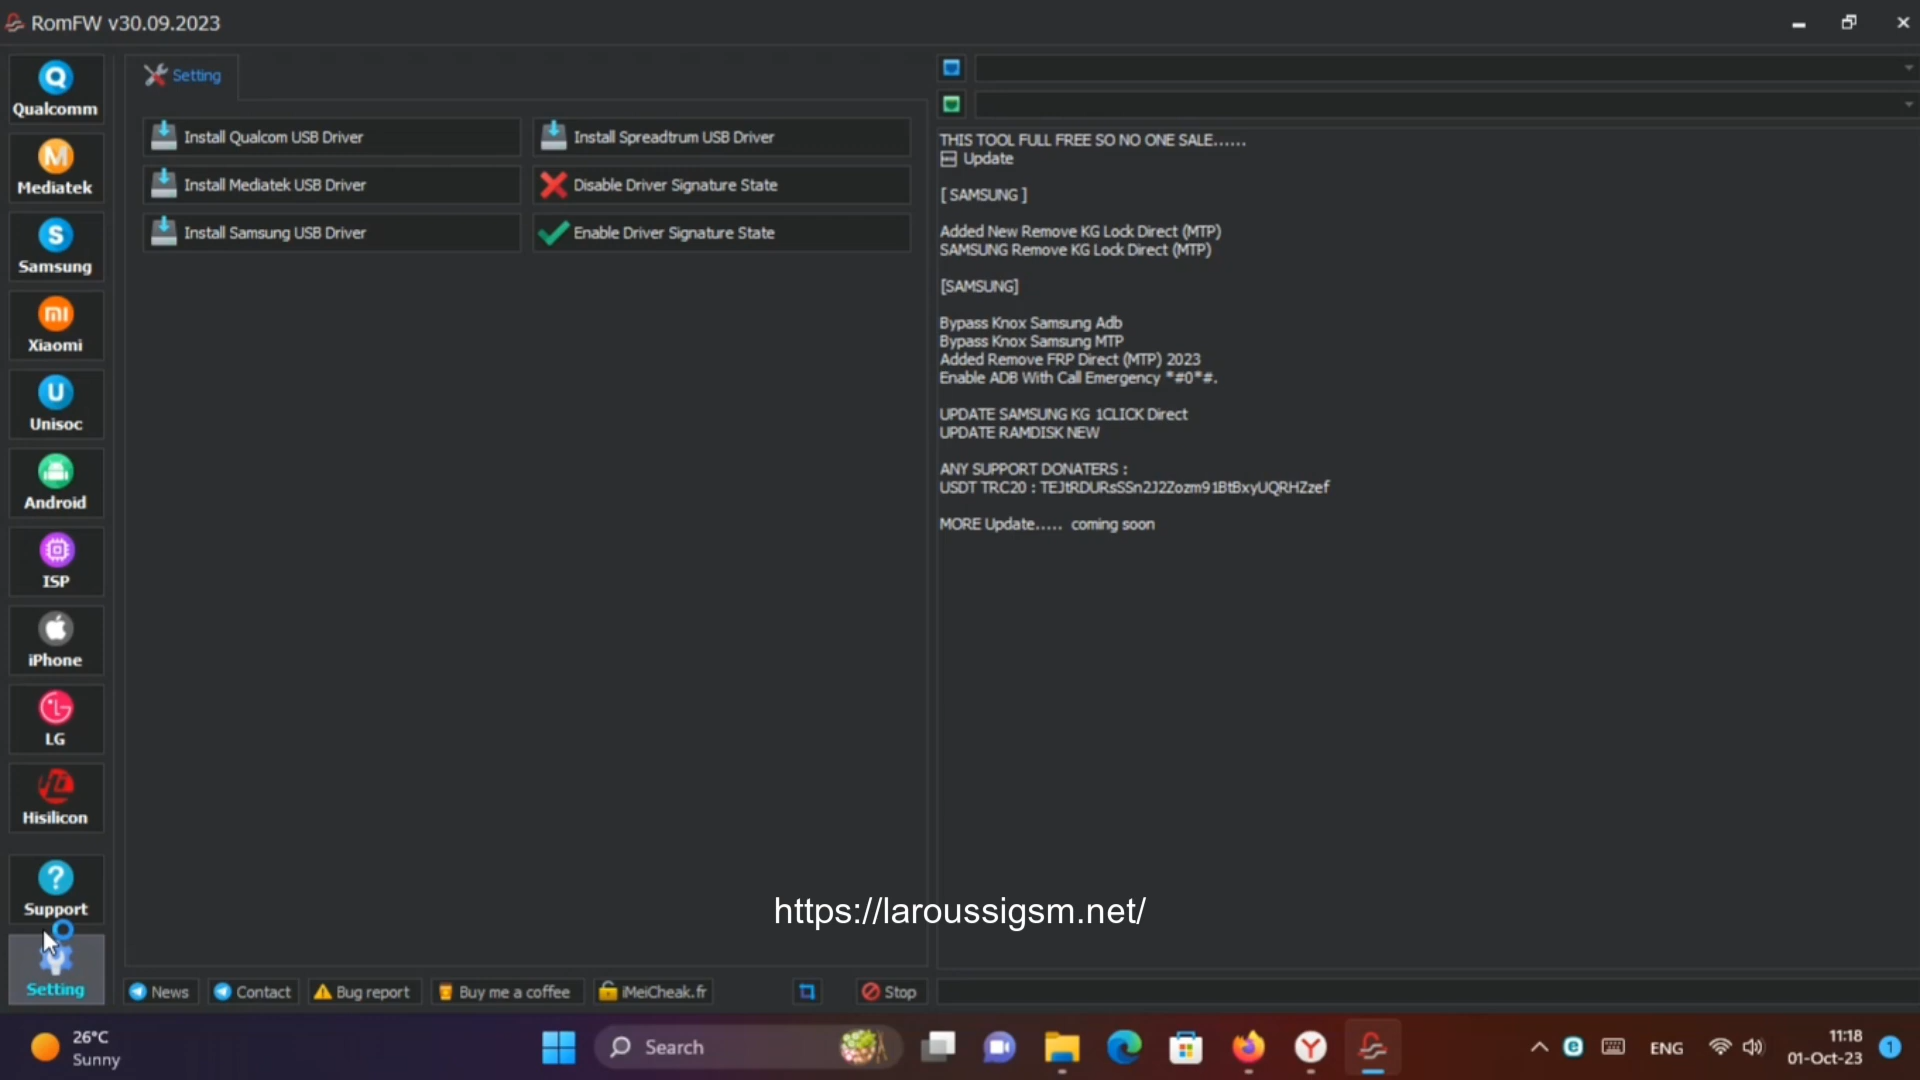 RomFW v30.09.2023
Qualcomm
Mediatek
Samsung
Xiaomi
Unisoc
Android
ISP
iPhone
LG
Hisilicon
Support
Setting
Setting
Install Qualcom USB Driver
Install Spreadtrum USB Driver
Install Mediatek USB Driver
Disable Driver Signature State
Install Samsung USB Driver
Enable Driver Signature State
THIS TOOL FULL FREE SO NO ONE SALE......
Update
[ SAMSUNG ]
Added New Remove KG Lock Direct (MTP)
SAMSUNG Remove KG Lock Direct (MTP)
[SAMSUNG]
Bypass Knox Samsung Adb
Bypass Knox Samsung MTP
Added Remove FRP Direct (MTP) 2023
Enable ADB With Call Emergency *#0*#.
UPDATE SAMSUNG KG 1CLICK Direct
UPDATE RAMDISK NEW
ANY SUPPORT DONATERS :
USDT TRC20 : TEJtRDURsSSn2J2Zozm91BtBxyUQRHZzef
MORE Update..... coming soon
https://laroussigsm.net/
News
Contact
Bug report
Buy me a coffee
iMeiCheak.fr
Stop
26°C
Sunny
Search
ENG
11:18
01-Oct-23
1